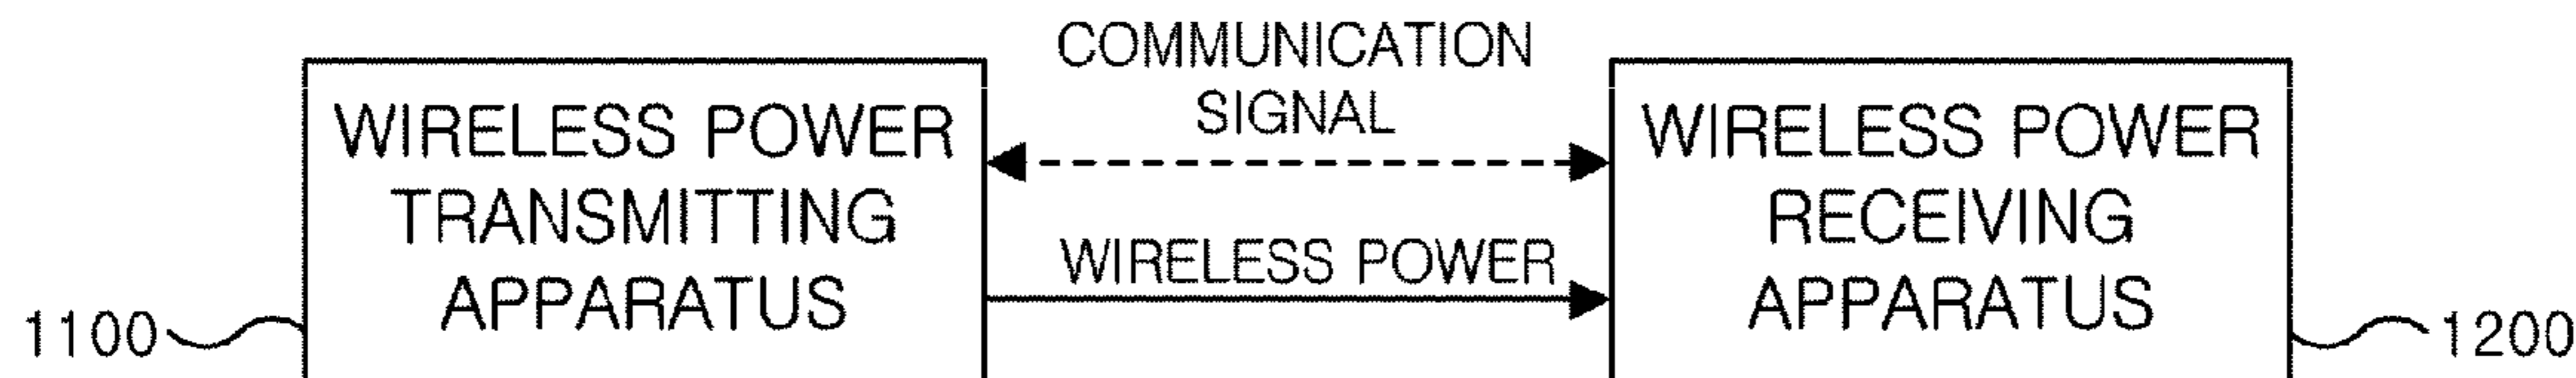 WIRELESS POWER
TRANSMITTING
APPARATUS
1100
COMMUNICATION
SIGNAL
WIRELESS POWER
WIRELESS POWER
RECEIVING
APPARATUS
1200